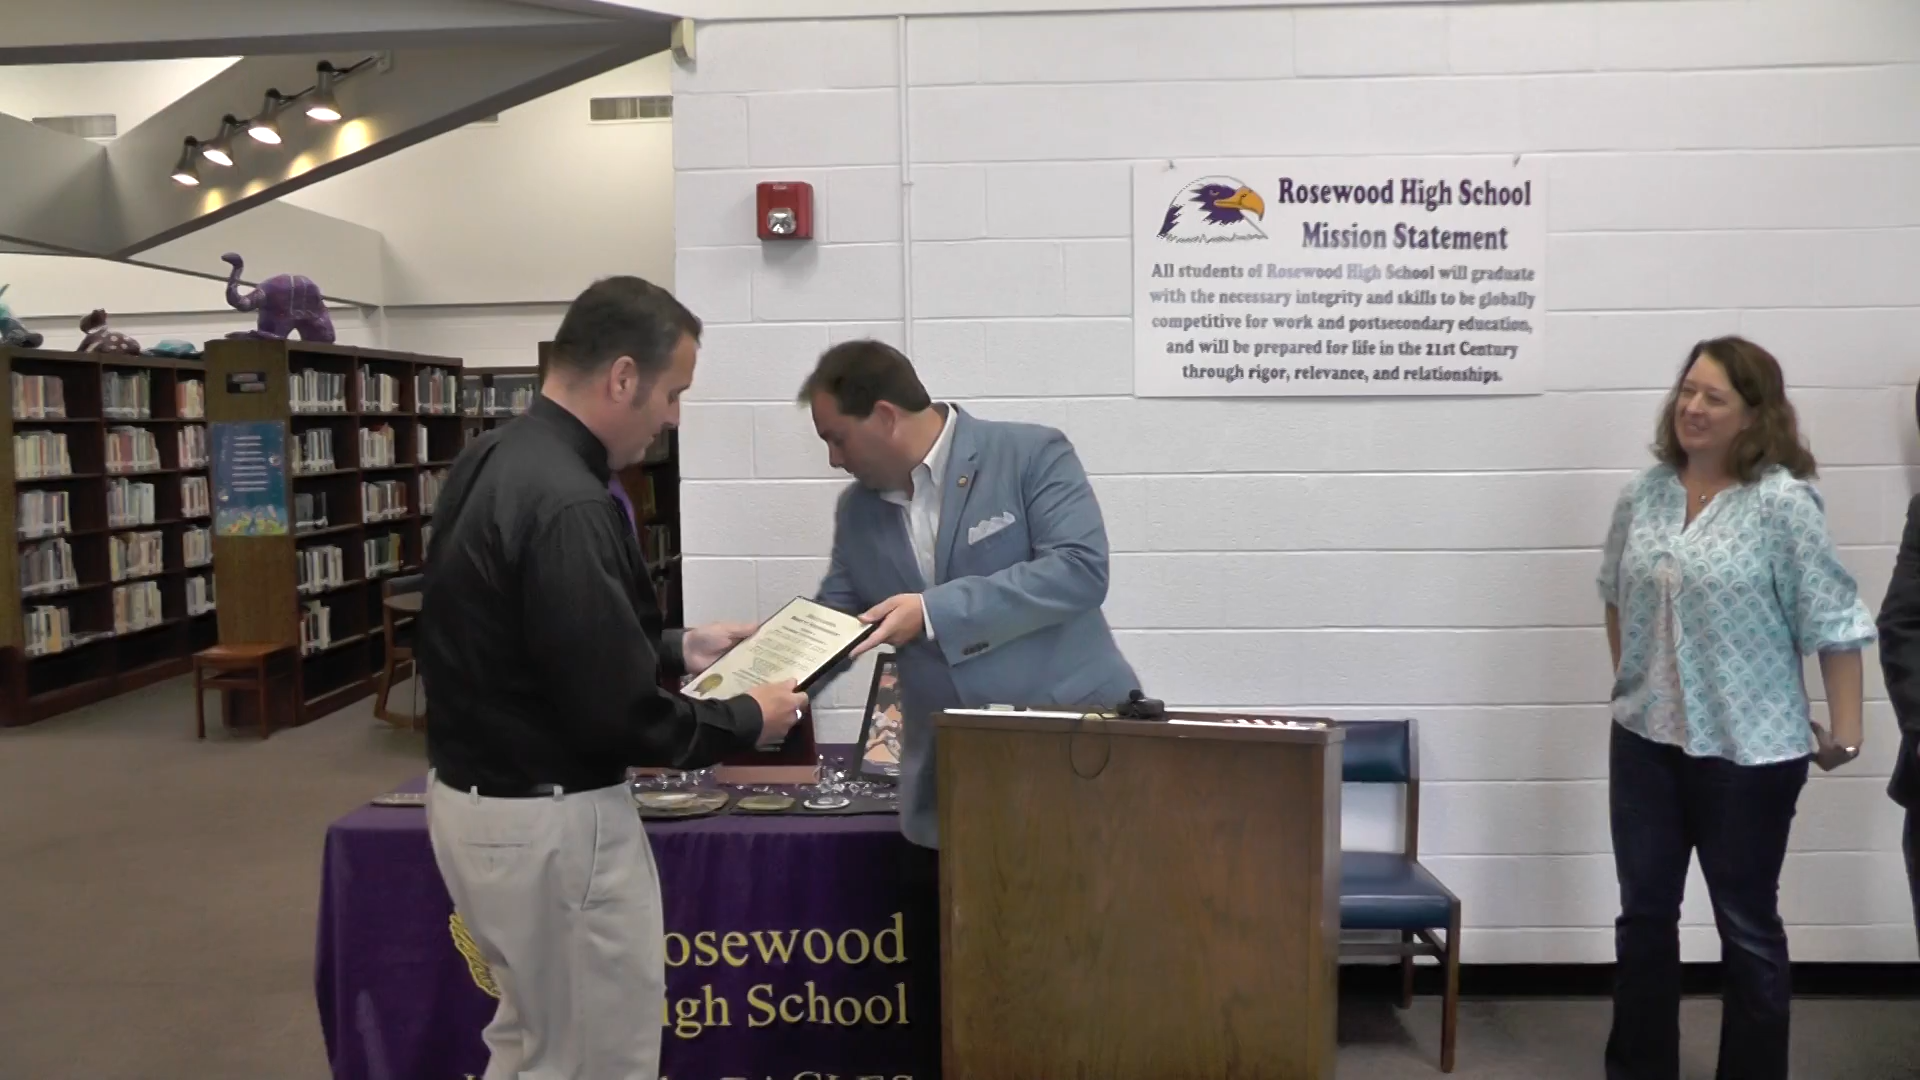 Rosewood High School
Mission Statement
All students of Rosewood High School will graduate
with the necessary integrity and skills to be globally
competitive for work and postsecondary education,
and will be prepared for life in the 21st Century
through rigor, relevance, and relationships.
osewood
igh School
EAGLES